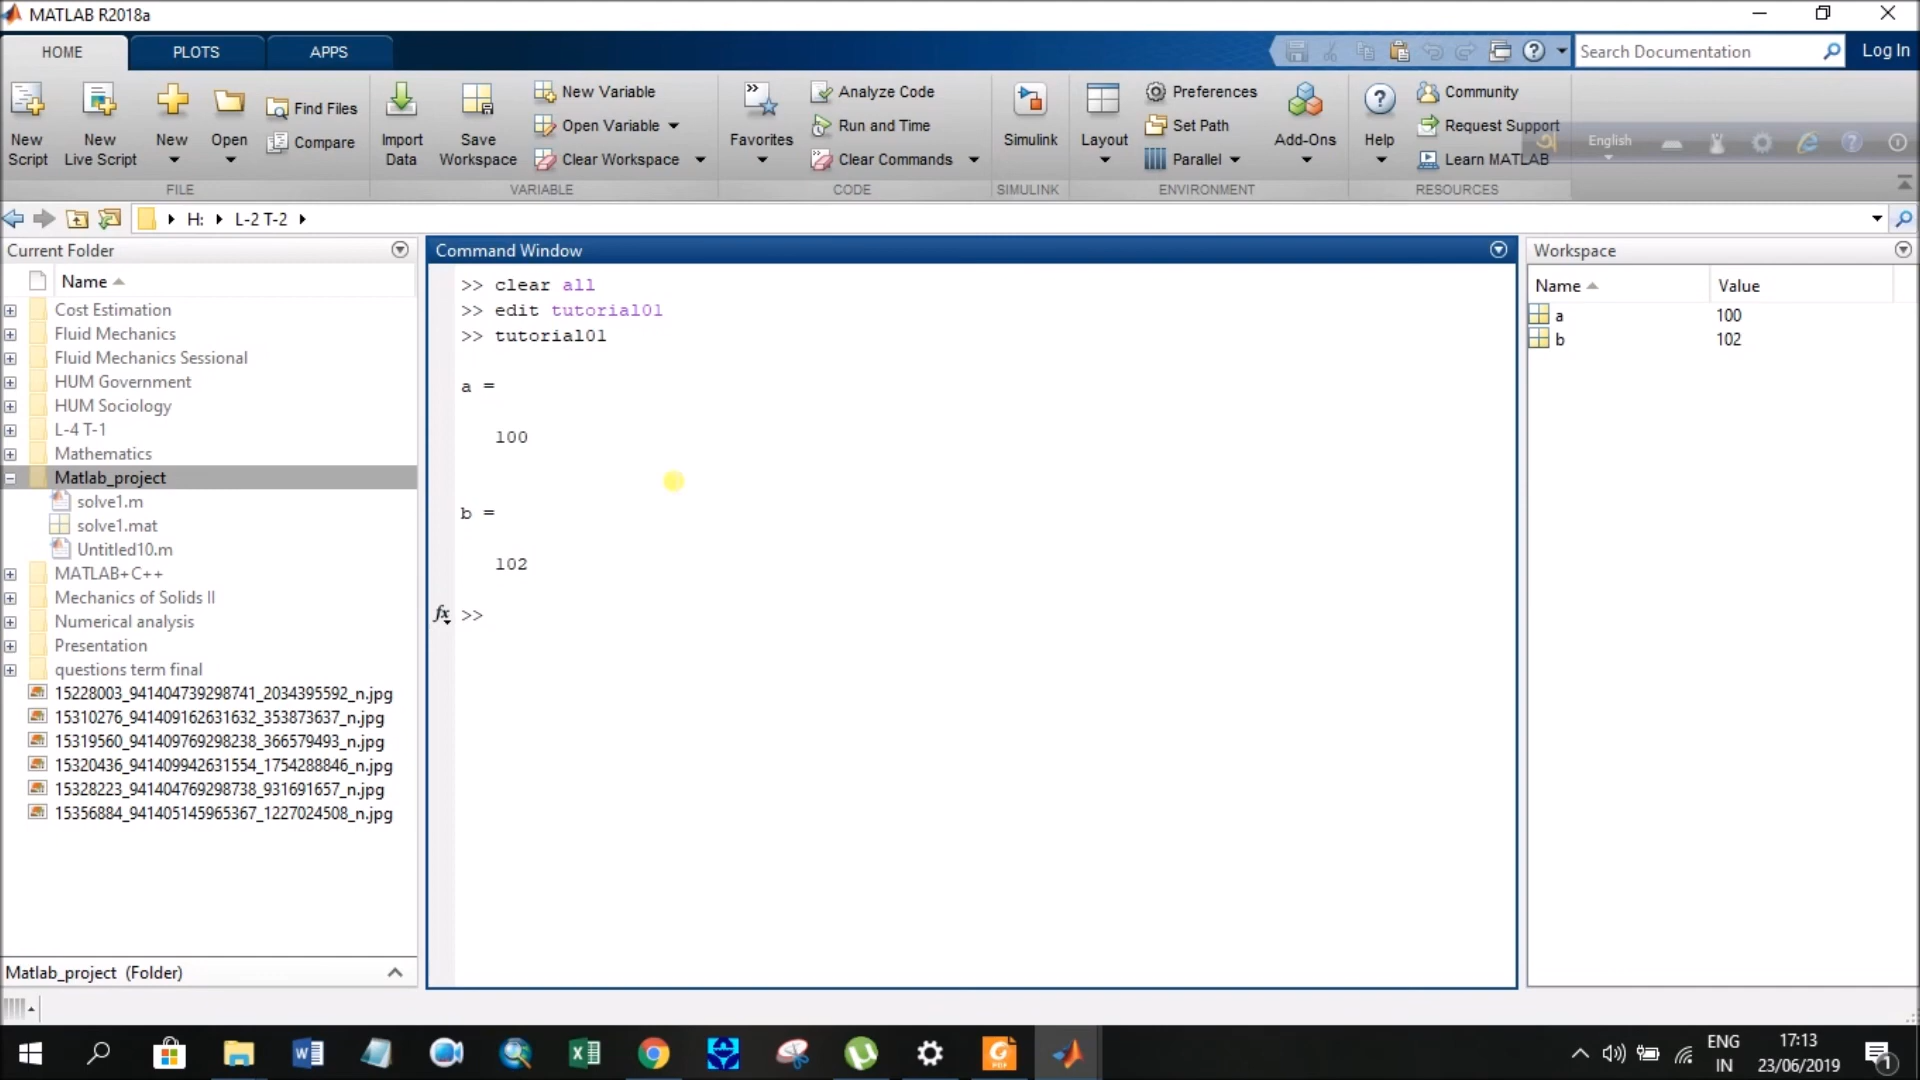 MATLAB R2018a
HOME
PLOTS
APPS
Search Documentation
Log In
New Script
New Live Script
New
Open
Find Files
Compare
Import Data
Save Workspace
New Variable
Open Variable
Clear Workspace
Favorites
Analyze Code
Run and Time
Clear Commands
Simulink
Layout
Preferences
Set Path
Parallel
Add-Ons
Help
Community
Request Support
Learn MATLAB
English
FILE
VARIABLE
CODE
SIMULINK
ENVIRONMENT
RESOURCES
H:
L-2 T-2
Current Folder
Name
Cost Estimation
Fluid Mechanics
Fluid Mechanics Sessional
HUM Government
HUM Sociology
L-4 T-1
Mathematics
Matlab_project
solve1.m
solve1.mat
Untitled10.m
MATLAB+C++
Mechanics of Solids II
Numerical analysis
Presentation
questions term final
15228003_941404739298741_2034395592_n.jpg
15310276_941409162631632_353873637_n.jpg
15319560_941409769298238_366579493_n.jpg
15320436_941409942631554_1754288846_n.jpg
15328223_941404769298738_931691657_n.jpg
15356884_941405145965367_1227024508_n.jpg
Matlab_project (Folder)
Command Window
>> clear all
>> edit tutorial01
>> tutorial01
a =
100
b =
102
fx >>
Workspace
Name
Value
a 100
b 102
ENG
IN
17:13
23/06/2019
1